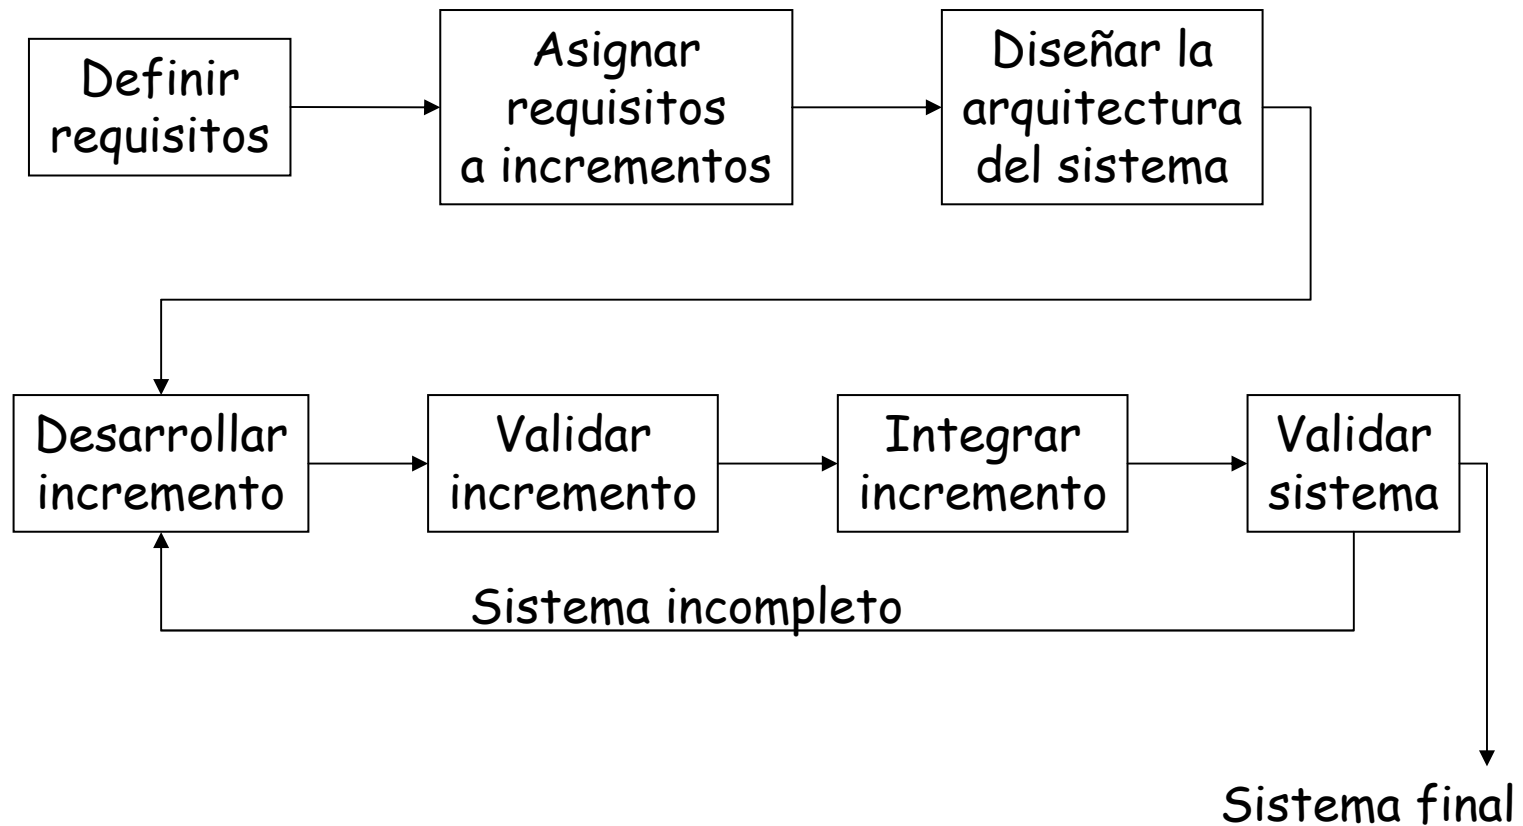 Definir
requisitos
Asignar
requisitos
a incrementos
Diseñar la
arquitectura
del sistema
Desarrollar
incremento
Validar
incremento
Integrar
incremento
Validar
sistema
Sistema incompleto
Sistema final